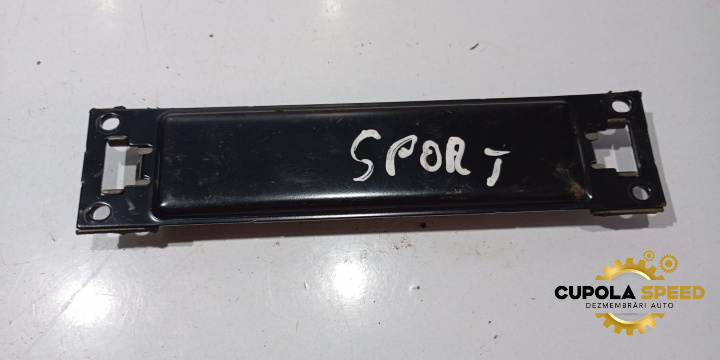 SPORT
CUPOLA SPEED
DEZMEMBRĂRI AUTO